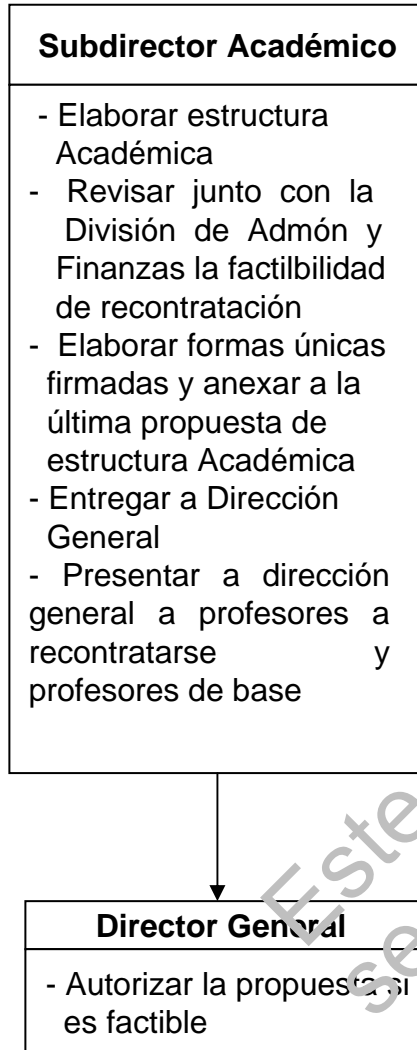 Subdirector Académico
- Elaborar estructura
Académica
- Revisar junto con la
División de Admón y
Finanzas la factilbilidad
de recontratación
- Elaborar formas únicas
firmadas y anexar a la
última propuesta de
estructura Académica
- Entregar a Dirección
General
- Presentar a dirección
general a profesores a
recontratarse y
profesores de base
Director General
- Autorizar la propuesta si
es factible
Este
se